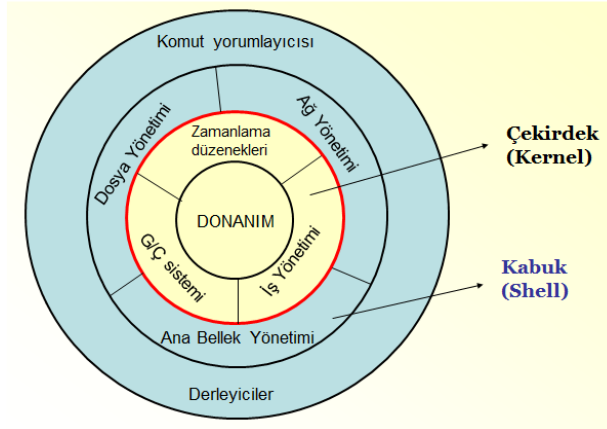 Komut yorumlayıcısı
Dosya Yönetimi
Ağ Yönetimi
Zamanlama
düzenekleri
DONANIM
G/Ç sistemi
İş Yönetimi
Ana Bellek Yönetimi
Derleyiciler
Çekirdek
(Kernel)
Kabuk
(Shell)